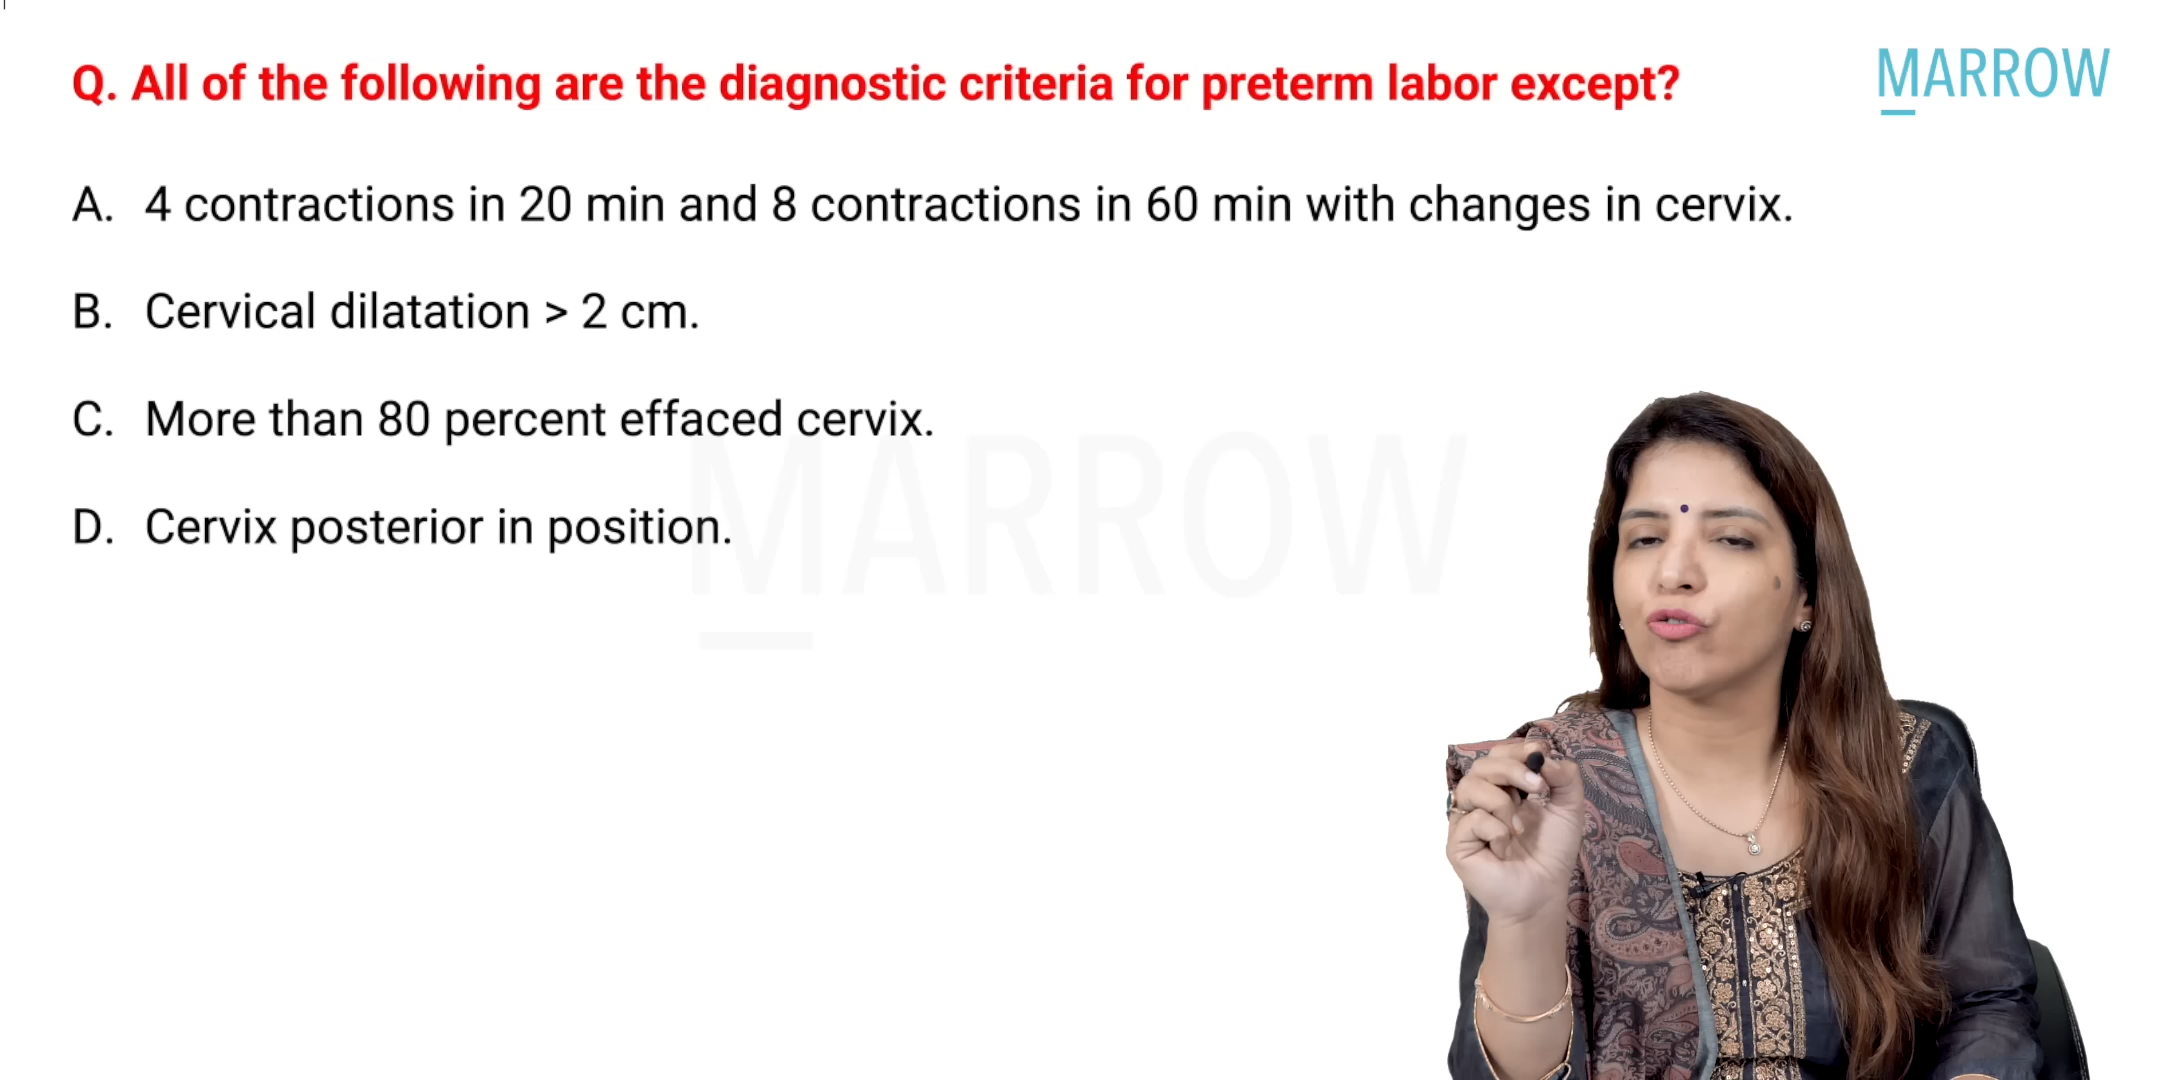 Q. All of the following are the diagnostic criteria for preterm labor except?
MARROW
A. 4 contractions in 20 min and 8 contractions in 60 min with changes in cervix.
B. Cervical dilatation > 2 cm.
C. More than 80 percent effaced cervix.
D. Cervix posterior in position.
MARROW